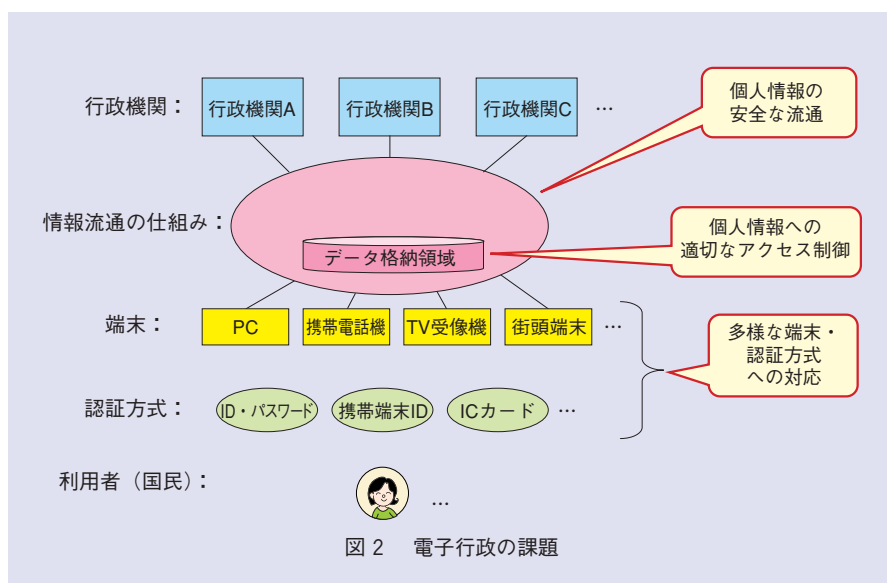 行政機関：
行政機関A
行政機関B
行政機関C
…
個人情報の
安全な流通
情報流通の仕組み：
データ格納領域
個人情報への
適切なアクセス制御
端末：
PC
携帯電話機
TV受像機
街頭端末
…
多様な端末・
認証方式
への対応
認証方式：
ID・パスワード
携帯端末ID
ICカード
…
利用者（国民）：
…
図2　電子行政の課題